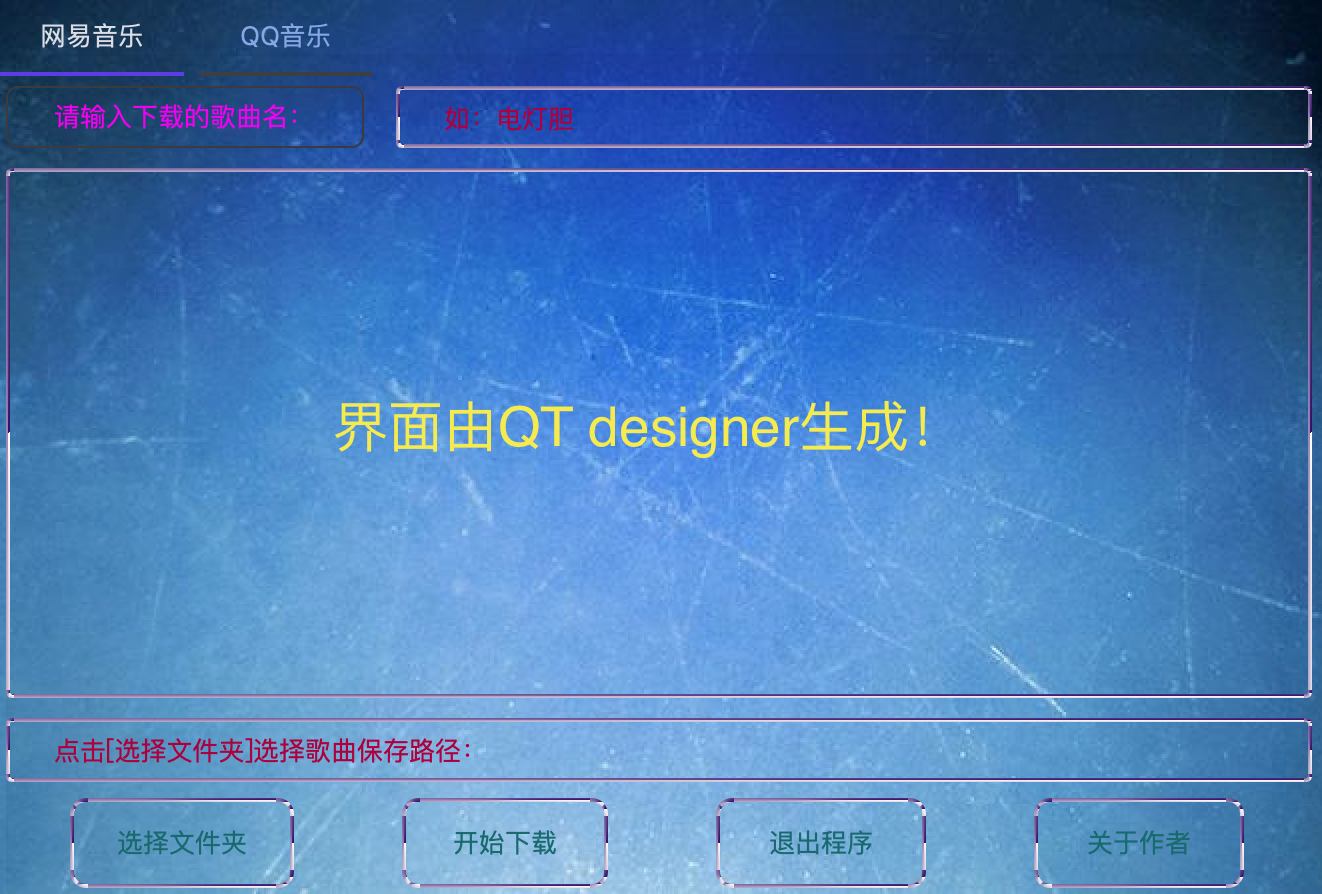 网易音乐 QQ音乐
请输入下载的歌曲名: 如: 电灯胆
界面由QT designer生成!
点击[选择文件夹]选择歌曲保存路径:
选择文件夹 开始下载 退出程序 关于作者